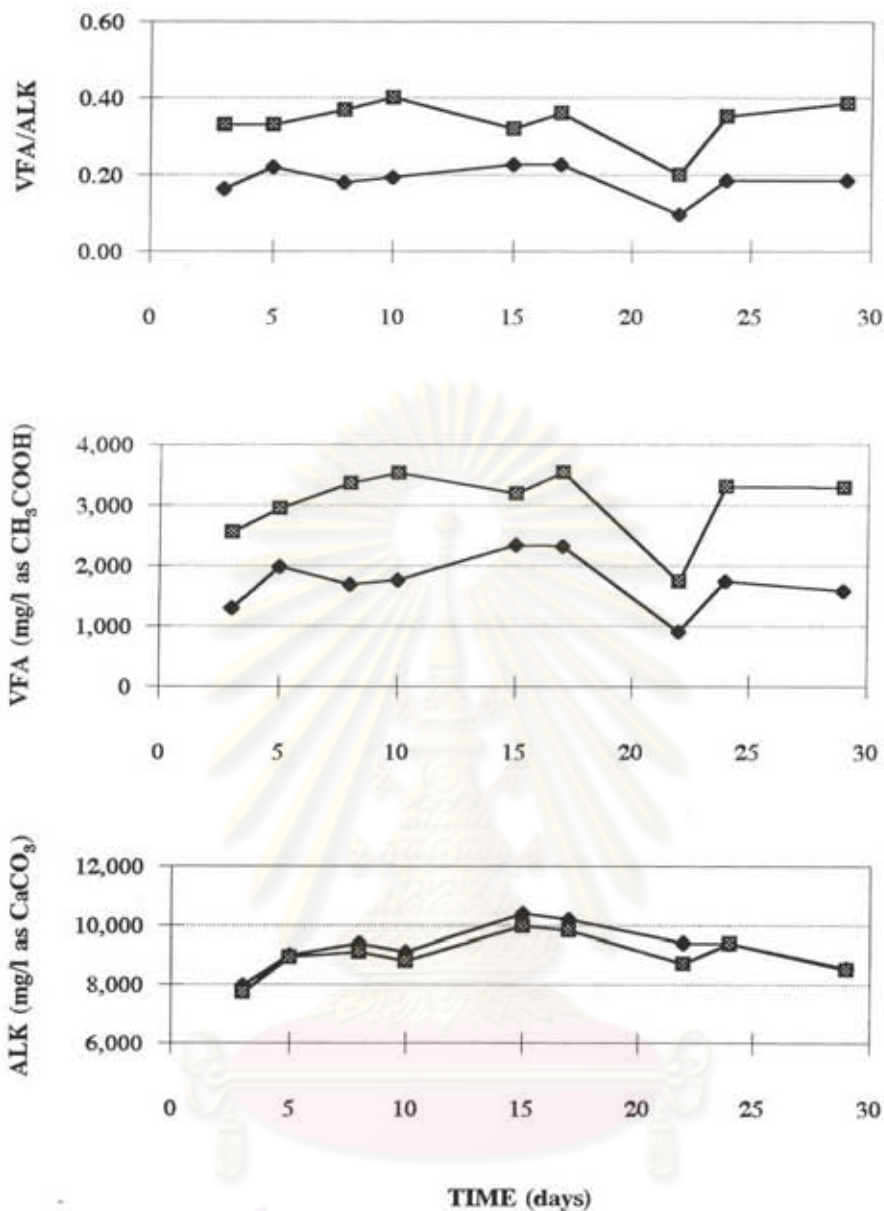 VFA/ALK
0.60
0.40
0.20
0.00
0 5 10 15 20 25 30
VFA (mg/l as CH₃COOH)
4,000
3,000
2,000
1,000
0
0 5 10 15 20 25 30
ALK (mg/l as CaCO₃)
12,000
10,000
8,000
6,000
0 5 10 15 20 25 30
TIME (days)